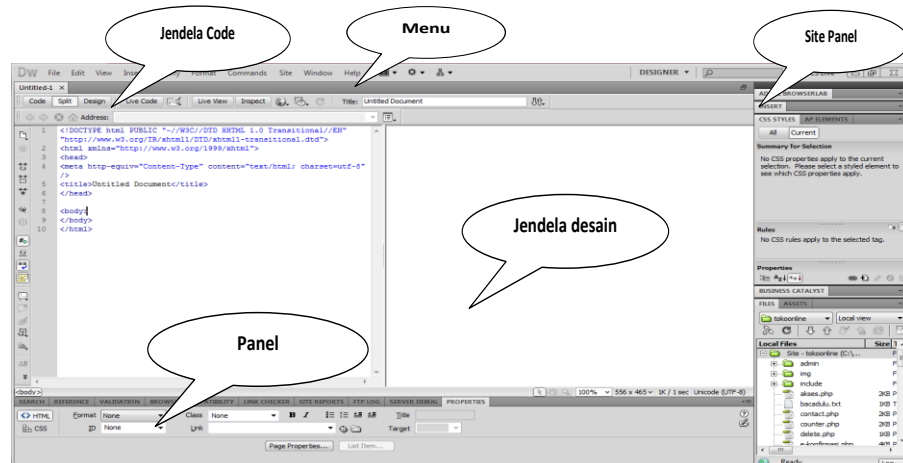 Jendela Code
Menu
Site Panel
DW File Edit View Format Commands Site Window Help DESIGNER
Untitled-1 ×
Code Split Design Live Code Live View Inspect Title: Untitled Document
Address:
1 <!DOCTYPE html PUBLIC "-//W3C//DTD XHTML 1.0 Transitional//EN"
"http://www.w3.org/TR/xhtml1/DTD/xhtml1-transitional.dtd">
2 <html xmlns="http://www.w3.org/1999/xhtml">
3 <head>
4 <meta http-equiv="Content-Type" content="text/html; charset=utf-8"
/>
5 <title>Untitled Document</title>
6 </head>
7
8 <body>
9 </body>
10 </html>
Jendela desain
Panel
BROWSERLAB
INSERT
CSS STYLES AP ELEMENTS
All Current
Summary for Selection
No CSS properties apply to the current
selection. Please select a styled element to
see which CSS properties apply.
Rules
No CSS rules apply to the selected tag.
Properties
BUSINESS CATALYST
FILES ASSETS
tokoonline Local view
Local Files Size
Site - tokoonline (C:\...
admin
img
include
akses.php 2KB
bacadulu.txt 1KB
contact.php 2KB
counter.php 2KB
delete.php 1KB
e-konfirmasi.php 4KB
Ready
<body>
100% 556 x 465 1K / 1 sec Unicode (UTF-8)
SEARCH REFERENCE VALIDATION LINK CHECKER SITE REPORTS FTP LOG SERVER DEBUG PROPERTIES
<> HTML Format None Class None B I Title
CSS ID None Link Target
Page Properties... List Item...